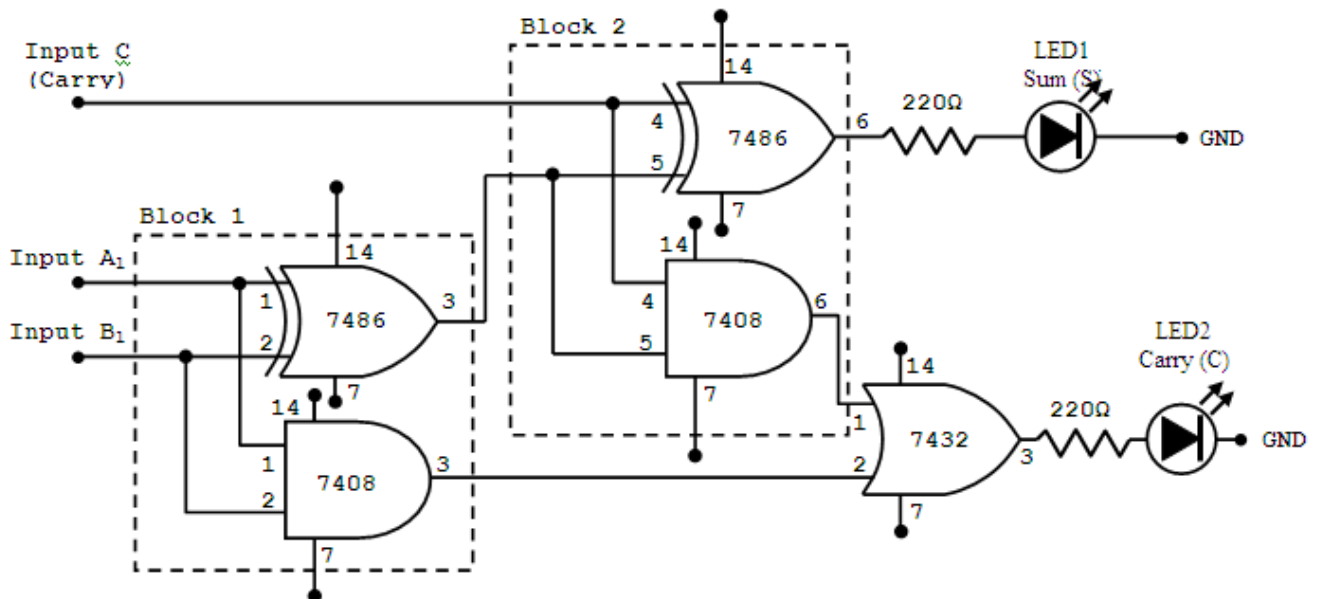 Block 2
Input C
(Carry)
14
LED1
Sum (S)
220Ω
4
7486
6
5
GND
7
Block 1
14
Input A₁
14
1
7486
3
4
7408
6
Input B₁
2
5
LED2
Carry (C)
7
14
14
7
220Ω
1
7432
GND
1
7408
3
2
3
2
7
7